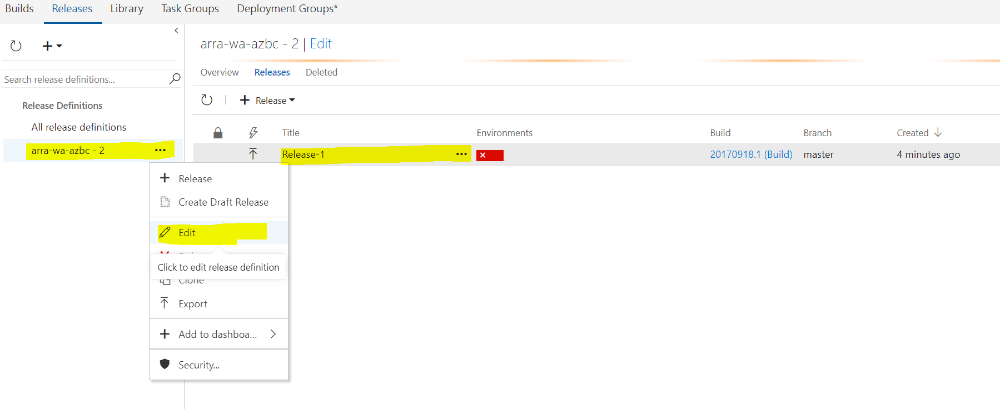 Builds Releases Library Task Groups Deployment Groups*
arra-wa-azbc - 2 | Edit
Search release definitions...
Overview Releases Deleted
Release Definitions
Release
All release definitions
Title Environments Build Branch Created
arra-wa-azbc - 2 ...
Release-1 ... 20170918.1 (Build) master 4 minutes ago
Release
Create Draft Release
Edit
Click to edit release definition
Clone
Export
Add to dashboa...
Security...